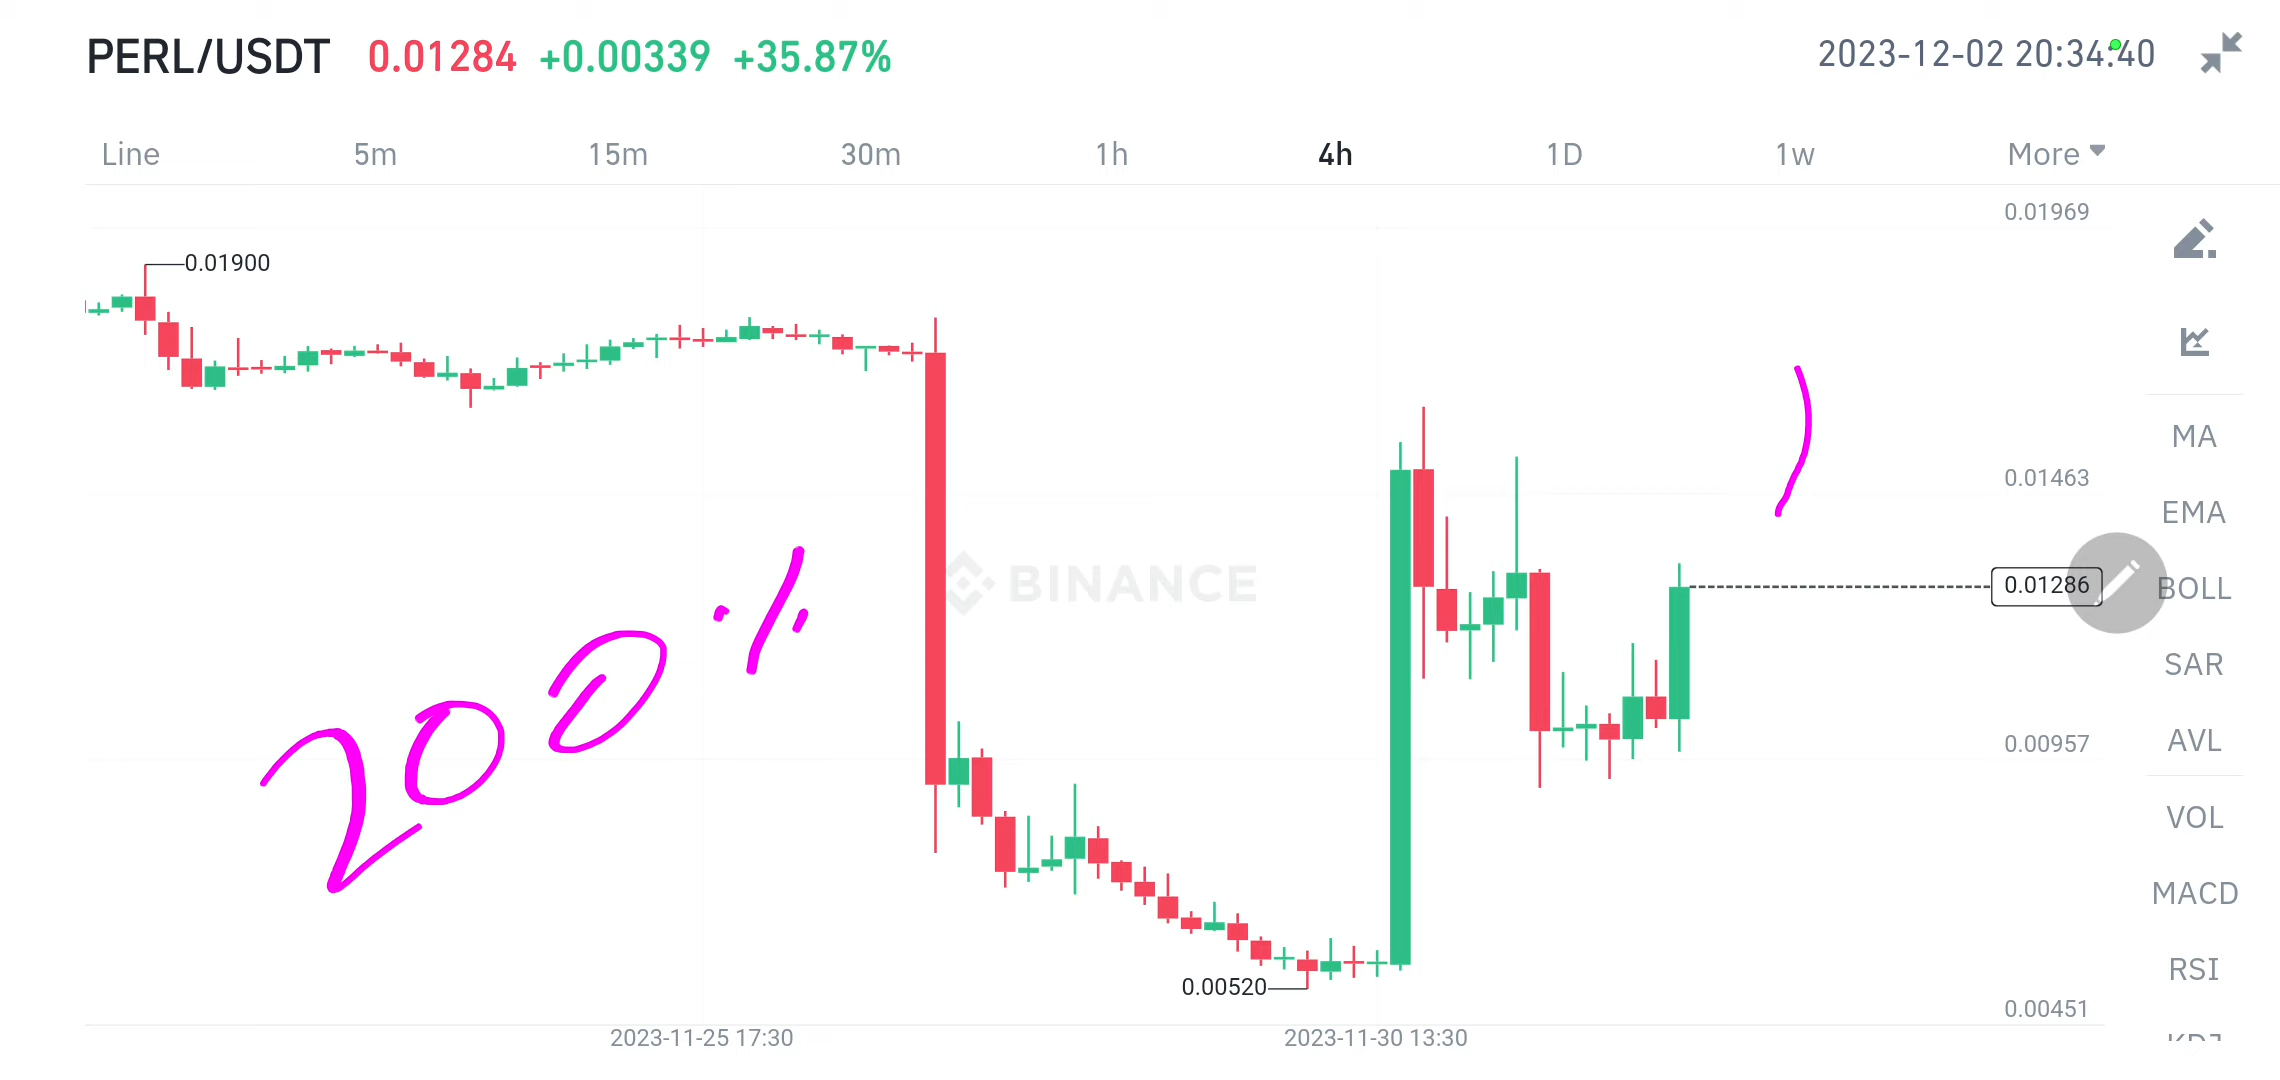 PERL/USDT 0.01284 +0.00339 +35.87% 2023-12-02 20:34:40
Line 5m 15m 30m 1h 4h 1D 1w More
0.01969
0.01900
MA
0.01463
EMA
200%
BINANCE
0.01286
BOLL
SAR
0.00957
AVL
VOL
MACD
RSI
0.00520
0.00451
2023-11-25 17:30 2023-11-30 13:30